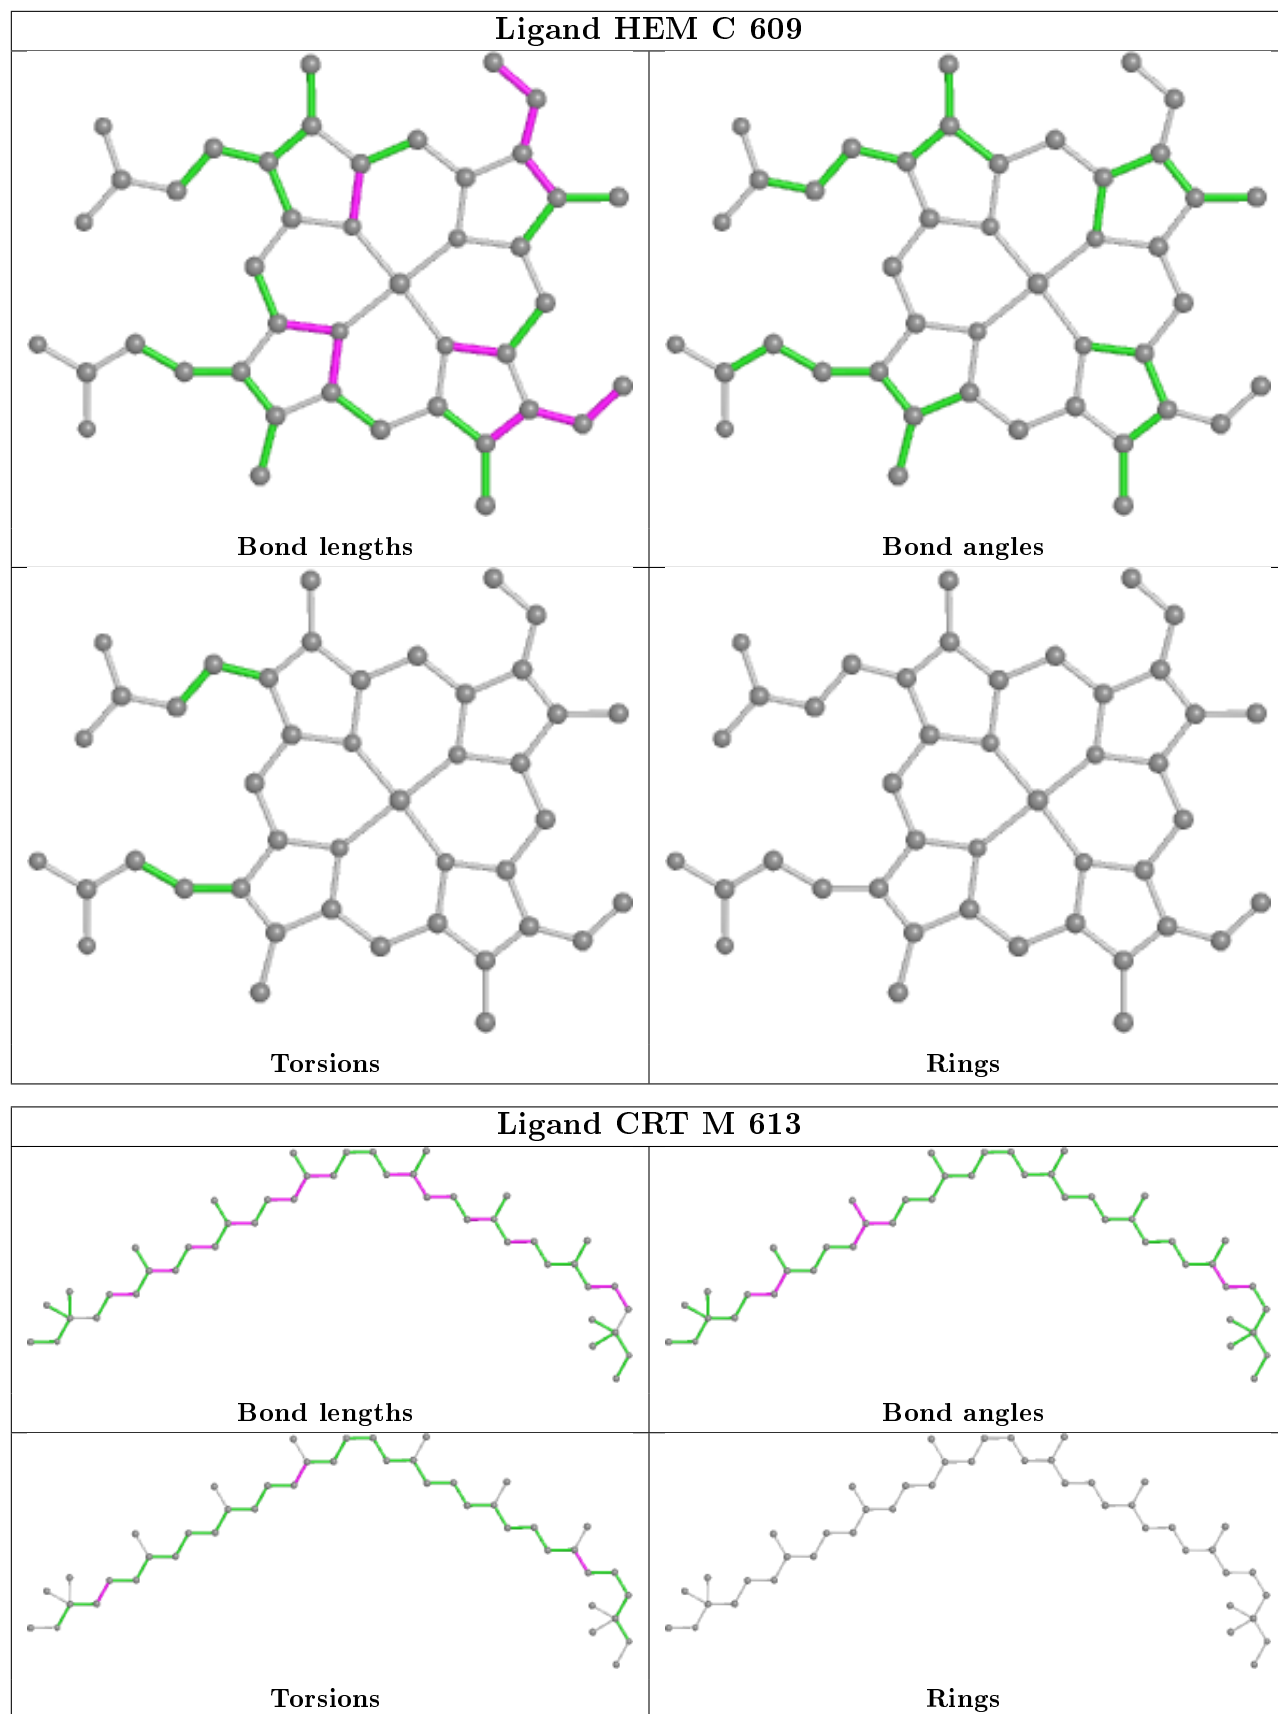 Ligand HEM C 609
Bond lengths
Bond angles
Torsions
Rings
Ligand CRT M 613
Bond lengths
Bond angles
Torsions
Rings